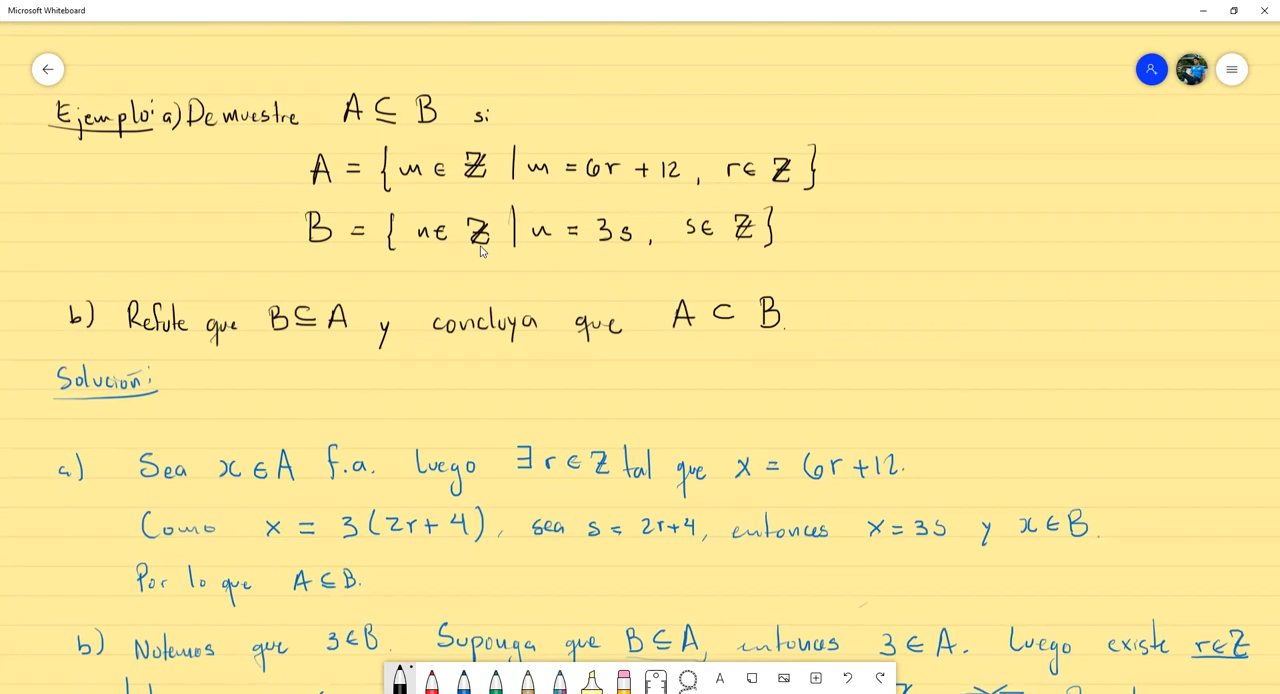 Microsoft Whiteboard
Ejemplo: a) Demuestre A ⊆ B si
A = { m ∈ ℤ | m = 6r + 12, r ∈ ℤ }
B = { n ∈ ℤ | n = 3s, s ∈ ℤ }
b) Refute que B ⊆ A y concluya que A ⊂ B.
Solución:
a) Sea x ∈ A f.a. luego ∃ r ∈ ℤ tal que x = 6r + 12.
Como x = 3(2r + 4), sea s = 2r + 4, entonces x = 3s y x ∈ B.
Por lo que A ⊆ B.
b) Notemos que 3 ∈ B. Suponga que B ⊆ A, entonces 3 ∈ A. Luego existe r ∈ ℤ